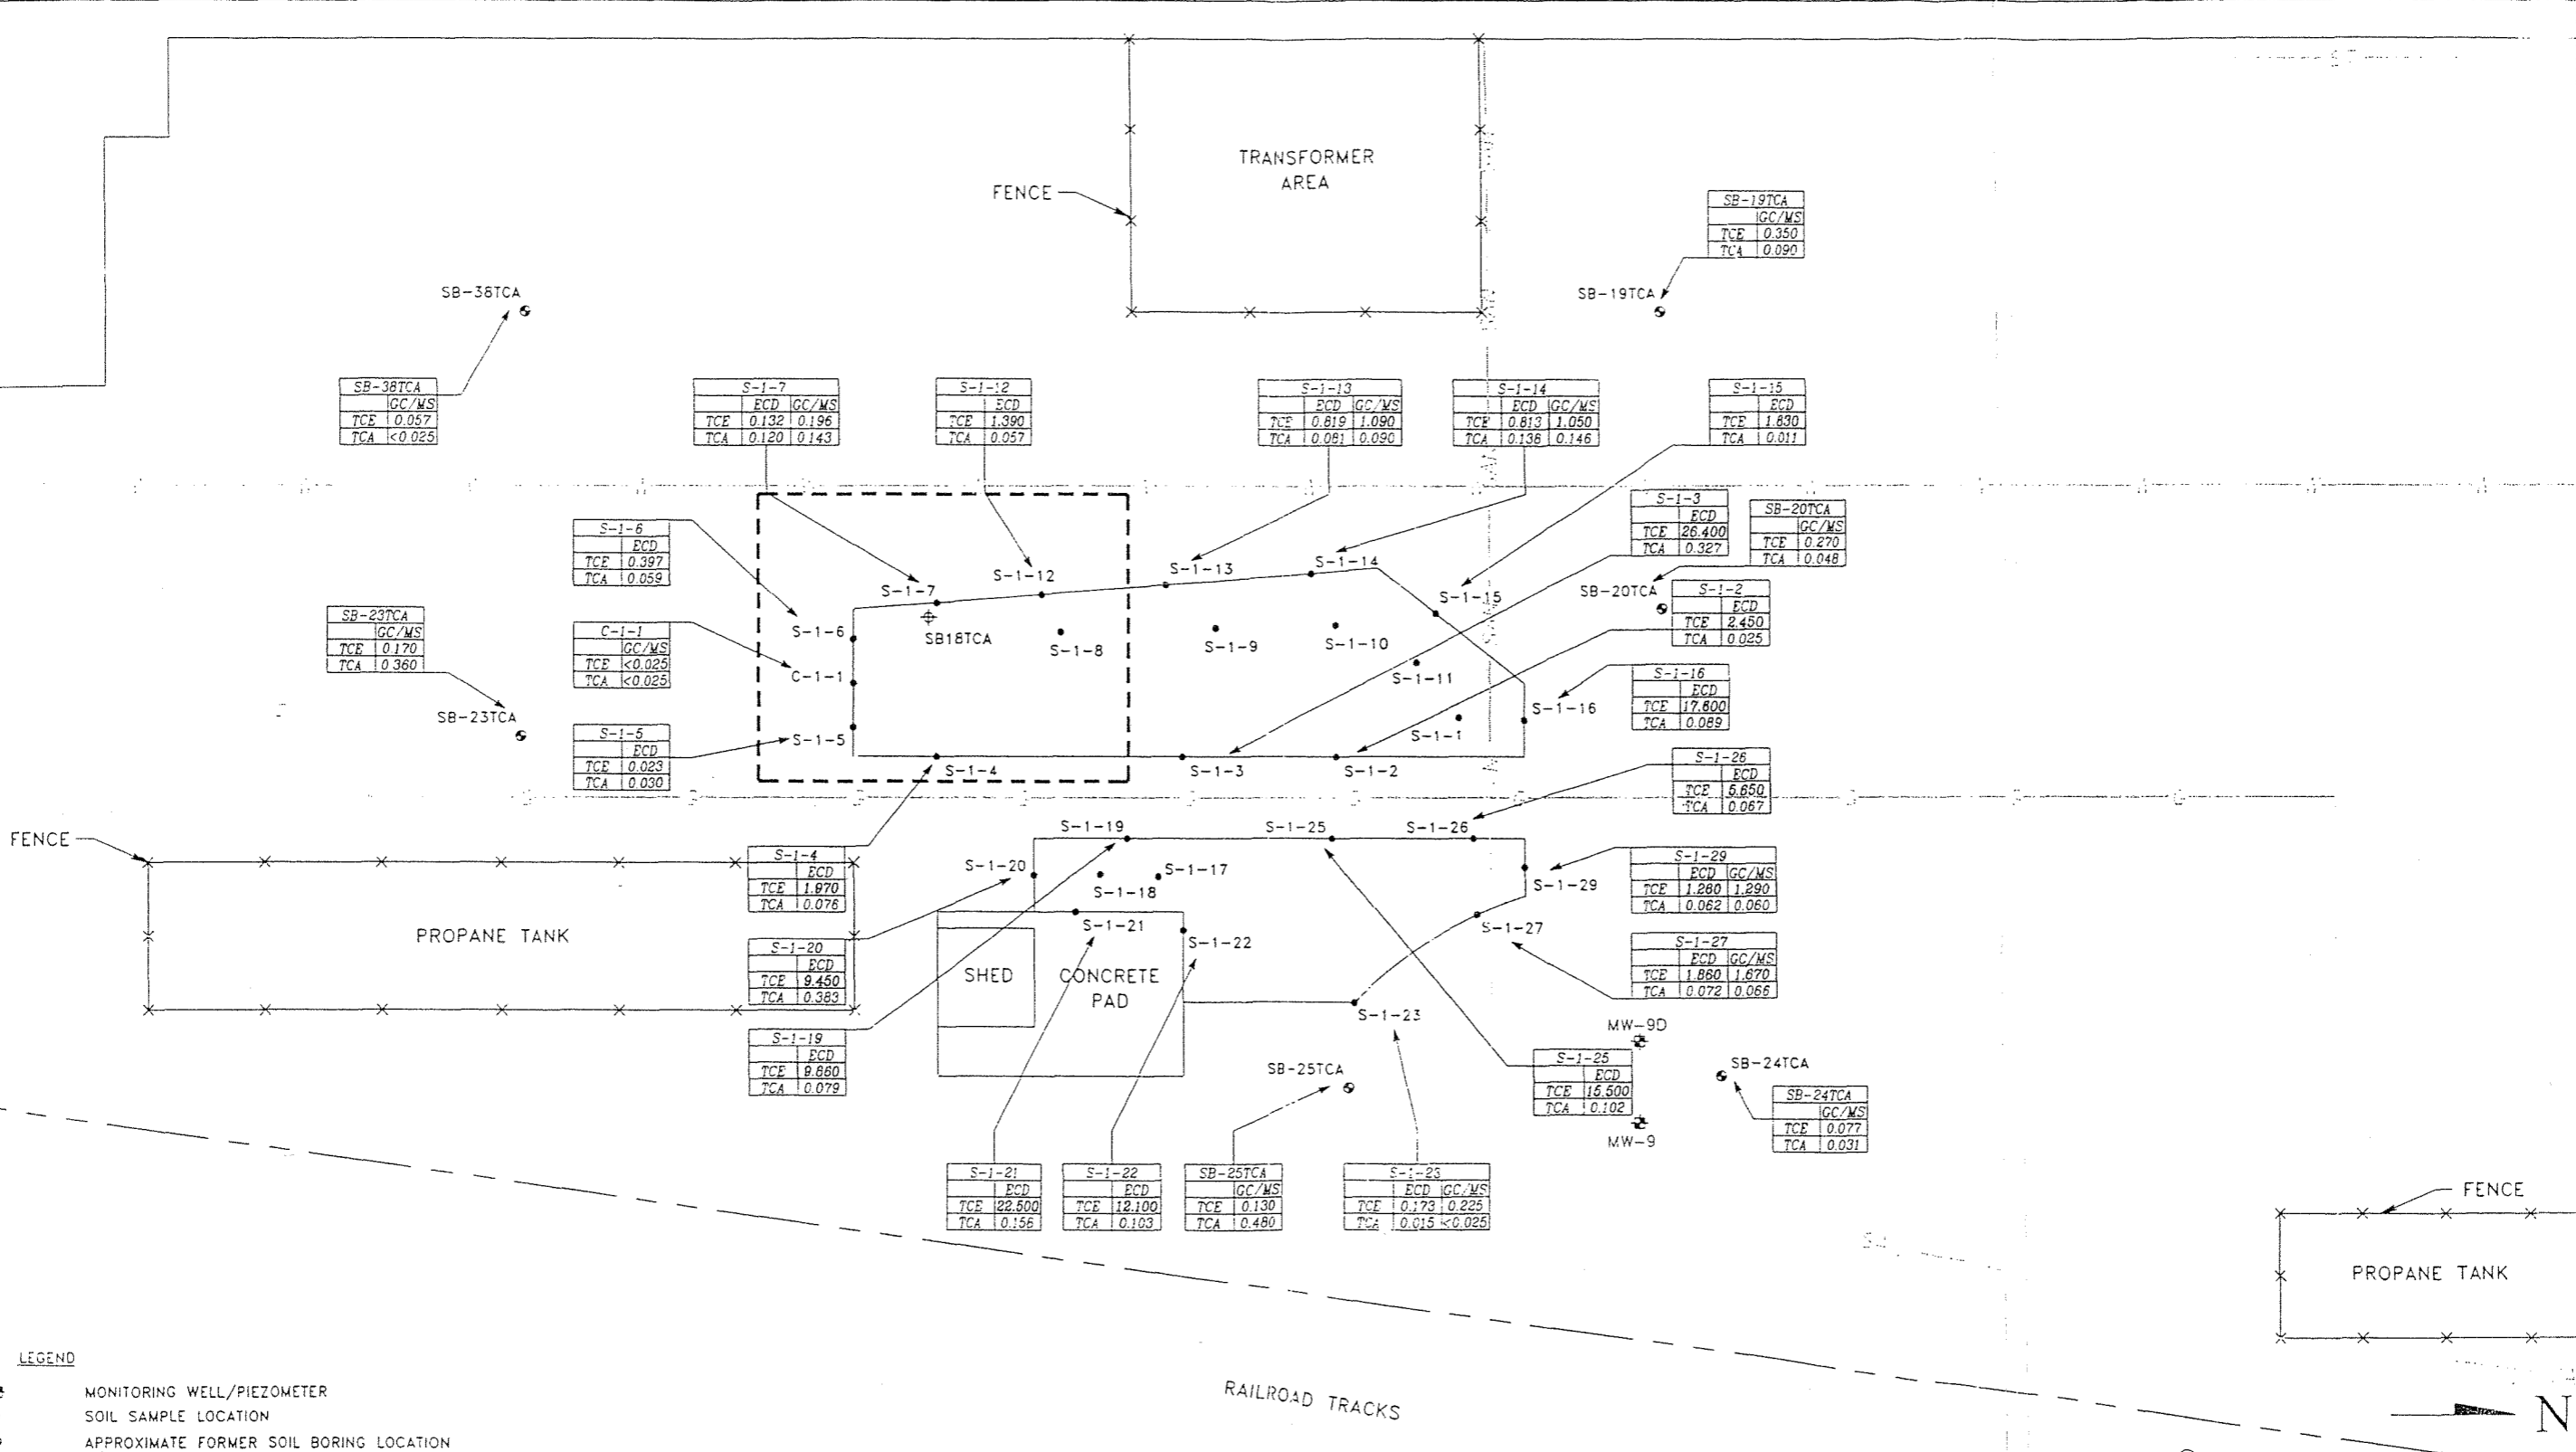 TRANSFORMER
AREA
FENCE
SB-19TCA
GC/MS
TCE 0.350
TCA 0.090
SB-38TCA
SB-19TCA
SB-38TCA
GC/MS
TCE 0.057
TCA <0.025
S-1-7
ECD GC/MS
TCE 0.132 0.196
TCA 0.120 0.143
S-1-12
ECD
TCE 1.390
TCA 0.057
S-1-13
ECD GC/MS
TCE 0.819 1.090
TCA 0.081 0.090
S-1-14
ECD GC/MS
TCE 0.813 1.050
TCA 0.138 0.146
S-1-15
ECD
TCE 1.830
TCA 0.011
S-1-3
ECD
TCE 26.400
TCA 0.327
SB-20TCA
GC/MS
TCE 0.270
TCA 0.048
S-1-6
ECD
TCE 0.397
TCA 0.059
S-1-13
S-1-14
S-1-12
S-1-7
S-1-15
SB-20TCA
S-1-2
ECD
TCE 2.450
TCA 0.025
SB-23TCA
GC/MS
TCE 0.170
TCA 0.360
C-1-1
GC/MS
TCE <0.025
TCA <0.025
S-1-6
SB18TCA
S-1-8
S-1-9
S-1-10
C-1-1
S-1-11
S-1-16
ECD
TCE 17.600
TCA 0.089
SB-23TCA
S-1-5
ECD
TCE 0.023
TCA 0.030
S-1-5
S-1-16
S-1-1
S-1-4
S-1-3
S-1-2
S-1-26
ECD
TCE 5.650
TCA 0.067
FENCE
S-1-19
S-1-25
S-1-26
S-1-4
ECD
TCE 1.970
TCA 0.076
S-1-20
S-1-18
S-1-17
S-1-29
S-1-29
ECD GC/MS
TCE 1.260 1.290
TCA 0.062 0.060
PROPANE TANK
S-1-20
ECD
TCE 9.450
TCA 0.383
S-1-21
S-1-22
S-1-27
S-1-27
ECD GC/MS
TCE 1.860 1.670
TCA 0.072 0.066
SHED
CONCRETE
PAD
S-1-23
S-1-19
ECD
TCE 9.860
TCA 0.079
MW-9D
SB-25TCA
S-1-25
ECD
TCE 15.500
TCA 0.102
SB-24TCA
MW-9
SB-24TCA
GC/MS
TCE 0.077
TCA 0.031
S-1-21
ECD
TCE 22.500
TCA 0.156
S-1-22
ECD
TCE 12.100
TCA 0.103
SB-25TCA
GC/MS
TCE 0.130
TCA 0.480
S-1-23
ECD GC/MS
TCE 0.173 0.225
TCA 0.015 <0.025
FENCE
PROPANE TANK
RAILROAD TRACKS
N
LEGEND
MONITORING WELL/PIEZOMETER
SOIL SAMPLE LOCATION
APPROXIMATE FORMER SOIL BORING LOCATION